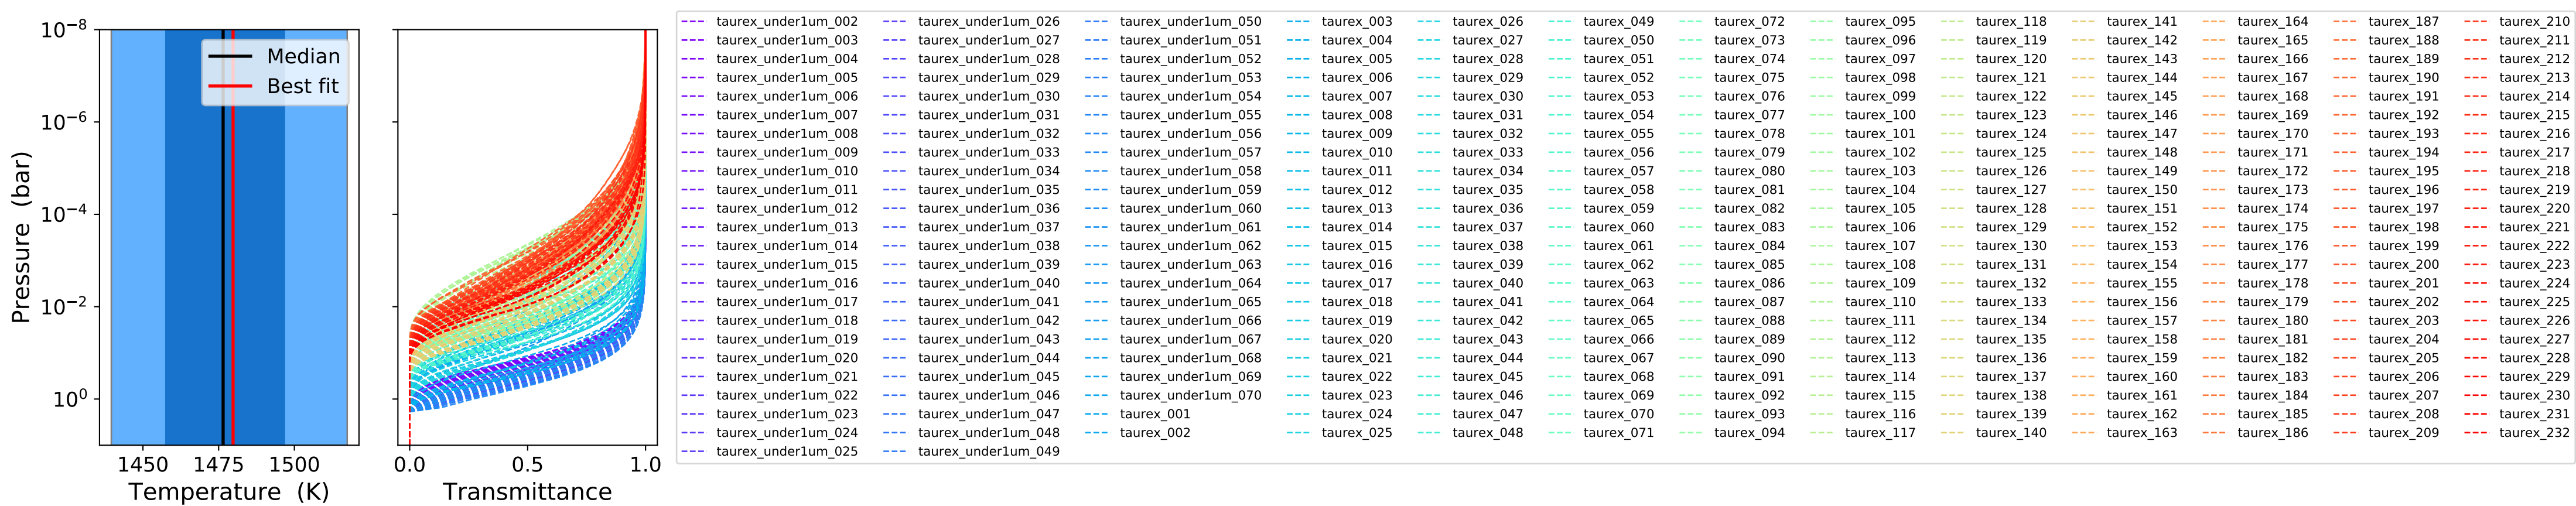 10⁻⁸
10⁻⁶
10⁻⁴
10⁻²
10⁰
Pressure (bar)
Median
Best fit
1450 1475 1500
Temperature (K)
0.0 0.5 1.0
Transmittance
taurex_under1um_002
taurex_under1um_003
taurex_under1um_004
taurex_under1um_005
taurex_under1um_006
taurex_under1um_007
taurex_under1um_008
taurex_under1um_009
taurex_under1um_010
taurex_under1um_011
taurex_under1um_012
taurex_under1um_013
taurex_under1um_014
taurex_under1um_015
taurex_under1um_016
taurex_under1um_017
taurex_under1um_018
taurex_under1um_019
taurex_under1um_020
taurex_under1um_021
taurex_under1um_022
taurex_under1um_023
taurex_under1um_024
taurex_under1um_025
taurex_under1um_026
taurex_under1um_027
taurex_under1um_028
taurex_under1um_029
taurex_under1um_030
taurex_under1um_031
taurex_under1um_032
taurex_under1um_033
taurex_under1um_034
taurex_under1um_035
taurex_under1um_036
taurex_under1um_037
taurex_under1um_038
taurex_under1um_039
taurex_under1um_040
taurex_under1um_041
taurex_under1um_042
taurex_under1um_043
taurex_under1um_044
taurex_under1um_045
taurex_under1um_046
taurex_under1um_047
taurex_under1um_048
taurex_under1um_049
taurex_under1um_050
taurex_under1um_051
taurex_under1um_052
taurex_under1um_053
taurex_under1um_054
taurex_under1um_055
taurex_under1um_056
taurex_under1um_057
taurex_under1um_058
taurex_under1um_059
taurex_under1um_060
taurex_under1um_061
taurex_under1um_062
taurex_under1um_063
taurex_under1um_064
taurex_under1um_065
taurex_under1um_066
taurex_under1um_067
taurex_under1um_068
taurex_under1um_069
taurex_under1um_070
taurex_001
taurex_002
taurex_003
taurex_004
taurex_005
taurex_006
taurex_007
taurex_008
taurex_009
taurex_010
taurex_011
taurex_012
taurex_013
taurex_014
taurex_015
taurex_016
taurex_017
taurex_018
taurex_019
taurex_020
taurex_021
taurex_022
taurex_023
taurex_024
taurex_025
taurex_026
taurex_027
taurex_028
taurex_029
taurex_030
taurex_031
taurex_032
taurex_033
taurex_034
taurex_035
taurex_036
taurex_037
taurex_038
taurex_039
taurex_040
taurex_041
taurex_042
taurex_043
taurex_044
taurex_045
taurex_046
taurex_047
taurex_048
taurex_049
taurex_050
taurex_051
taurex_052
taurex_053
taurex_054
taurex_055
taurex_056
taurex_057
taurex_058
taurex_059
taurex_060
taurex_061
taurex_062
taurex_063
taurex_064
taurex_065
taurex_066
taurex_067
taurex_068
taurex_069
taurex_070
taurex_071
taurex_072
taurex_073
taurex_074
taurex_075
taurex_076
taurex_077
taurex_078
taurex_079
taurex_080
taurex_081
taurex_082
taurex_083
taurex_084
taurex_085
taurex_086
taurex_087
taurex_088
taurex_089
taurex_090
taurex_091
taurex_092
taurex_093
taurex_094
taurex_095
taurex_096
taurex_097
taurex_098
taurex_099
taurex_100
taurex_101
taurex_102
taurex_103
taurex_104
taurex_105
taurex_106
taurex_107
taurex_108
taurex_109
taurex_110
taurex_111
taurex_112
taurex_113
taurex_114
taurex_115
taurex_116
taurex_117
taurex_118
taurex_119
taurex_120
taurex_121
taurex_122
taurex_123
taurex_124
taurex_125
taurex_126
taurex_127
taurex_128
taurex_129
taurex_130
taurex_131
taurex_132
taurex_133
taurex_134
taurex_135
taurex_136
taurex_137
taurex_138
taurex_139
taurex_140
taurex_141
taurex_142
taurex_143
taurex_144
taurex_145
taurex_146
taurex_147
taurex_148
taurex_149
taurex_150
taurex_151
taurex_152
taurex_153
taurex_154
taurex_155
taurex_156
taurex_157
taurex_158
taurex_159
taurex_160
taurex_161
taurex_162
taurex_163
taurex_164
taurex_165
taurex_166
taurex_167
taurex_168
taurex_169
taurex_170
taurex_171
taurex_172
taurex_173
taurex_174
taurex_175
taurex_176
taurex_177
taurex_178
taurex_179
taurex_180
taurex_181
taurex_182
taurex_183
taurex_184
taurex_185
taurex_186
taurex_187
taurex_188
taurex_189
taurex_190
taurex_191
taurex_192
taurex_193
taurex_194
taurex_195
taurex_196
taurex_197
taurex_198
taurex_199
taurex_200
taurex_201
taurex_202
taurex_203
taurex_204
taurex_205
taurex_206
taurex_207
taurex_208
taurex_209
taurex_210
taurex_211
taurex_212
taurex_213
taurex_214
taurex_215
taurex_216
taurex_217
taurex_218
taurex_219
taurex_220
taurex_221
taurex_222
taurex_223
taurex_224
taurex_225
taurex_226
taurex_227
taurex_228
taurex_229
taurex_230
taurex_231
taurex_232